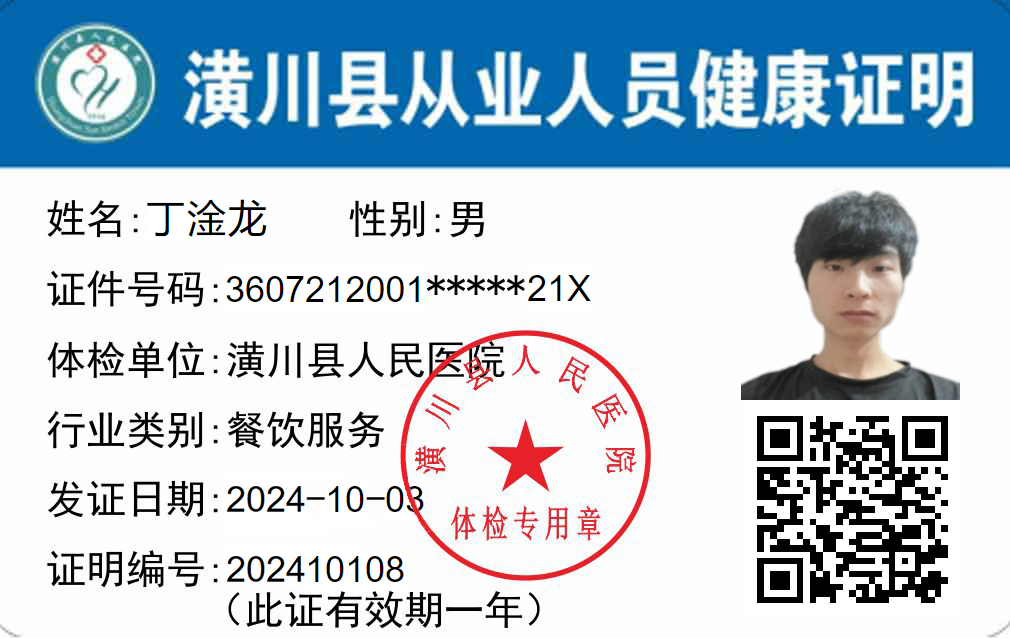 潢川县从业人员健康证明
姓名:丁淦龙 性别:男
证件号码:3607212001*****21X
体检单位:潢川县人民医院
行业类别:餐饮服务
发证日期:2024-10-03
证明编号:202410108
（此证有效期一年）
潢川县人民医院
体检专用章